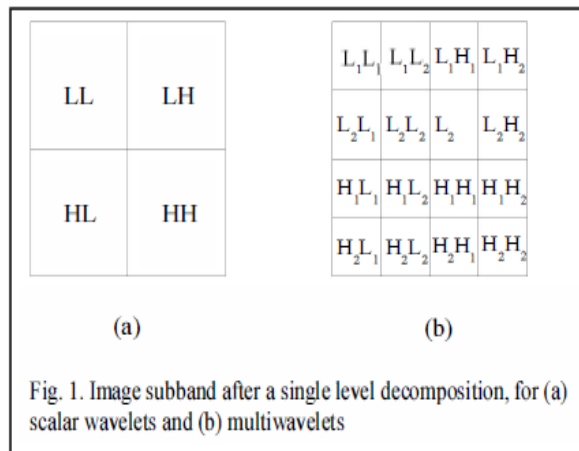 LL LH
HL HH
(a)
L₁L₁ L₁L₂ L₁H₁ L₁H₂
L₂L₁ L₂L₂ L₂ L₂H₂
H₁L₁ H₁L₂ H₁H₁ H₁H₂
H₂L₁ H₂L₂ H₂H₁ H₂H₂
(b)
Fig. 1. Image subband after a single level decomposition, for (a)
scalar wavelets and (b) multiwavelets